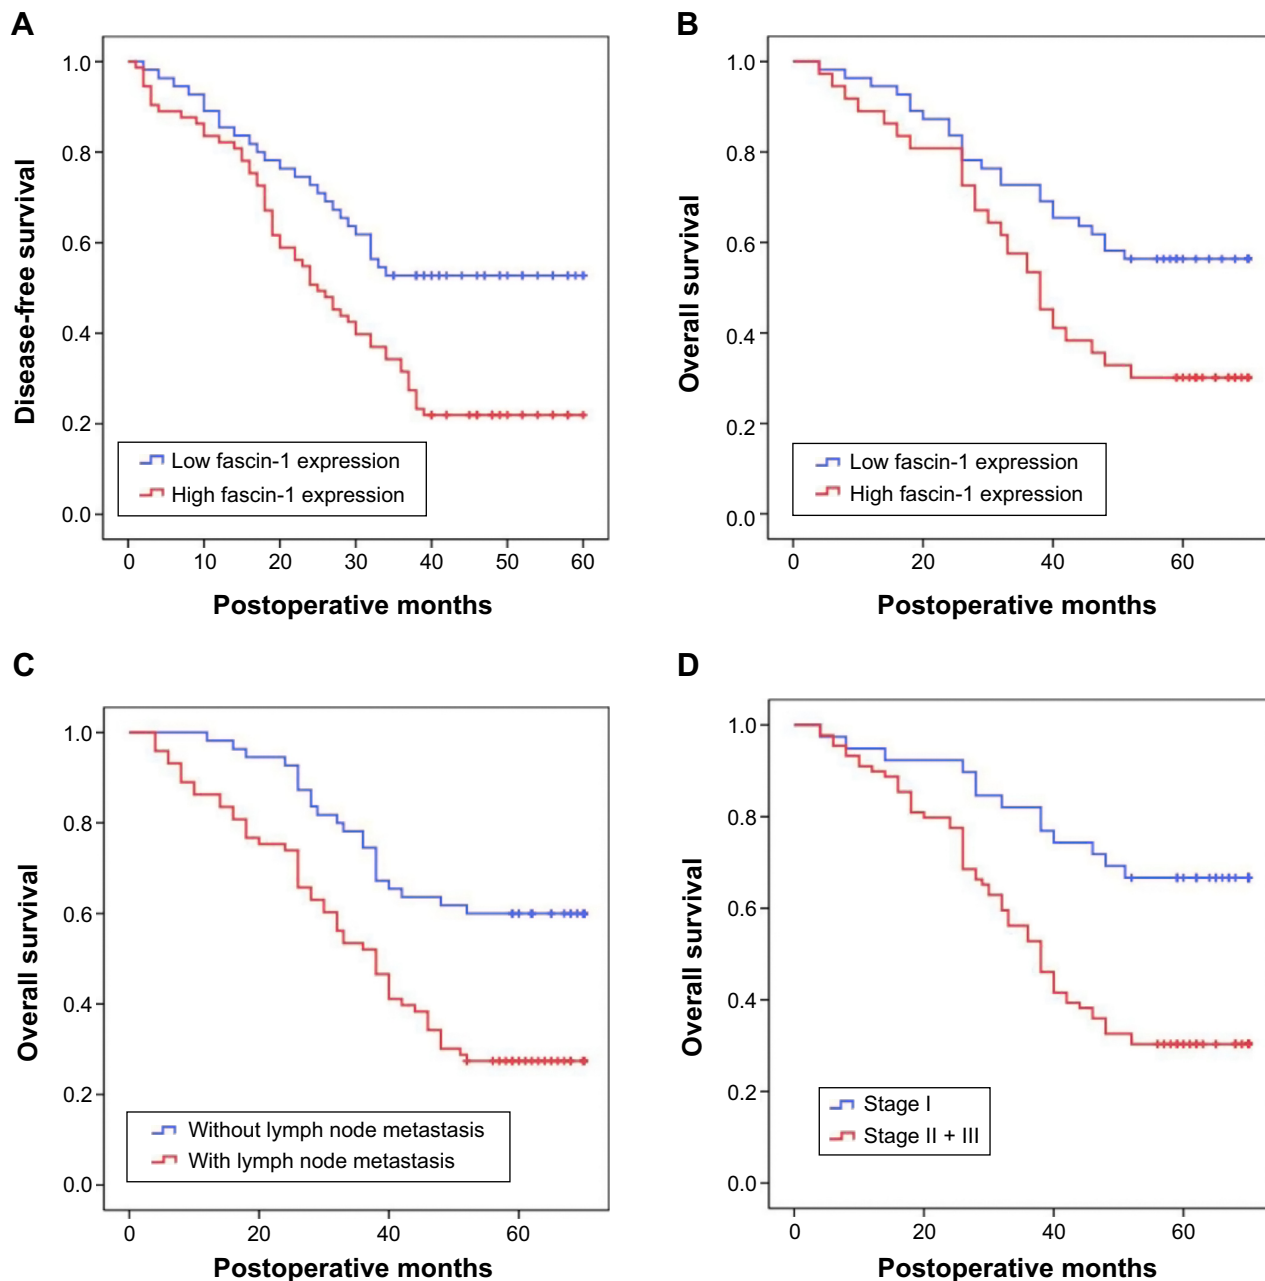 A
Disease-free survival
1.0
0.8
0.6
0.4
0.2
0.0
Low fascin-1 expression
High fascin-1 expression
0 10 20 30 40 50 60
Postoperative months
B
Overall survival
1.0
0.8
0.6
0.4
0.2
0.0
Low fascin-1 expression
High fascin-1 expression
0 20 40 60
Postoperative months
C
Overall survival
1.0
0.8
0.6
0.4
0.2
0.0
Without lymph node metastasis
With lymph node metastasis
0 20 40 60
Postoperative months
D
Overall survival
1.0
0.8
0.6
0.4
0.2
0.0
Stage I
Stage II + III
0 20 40 60
Postoperative months